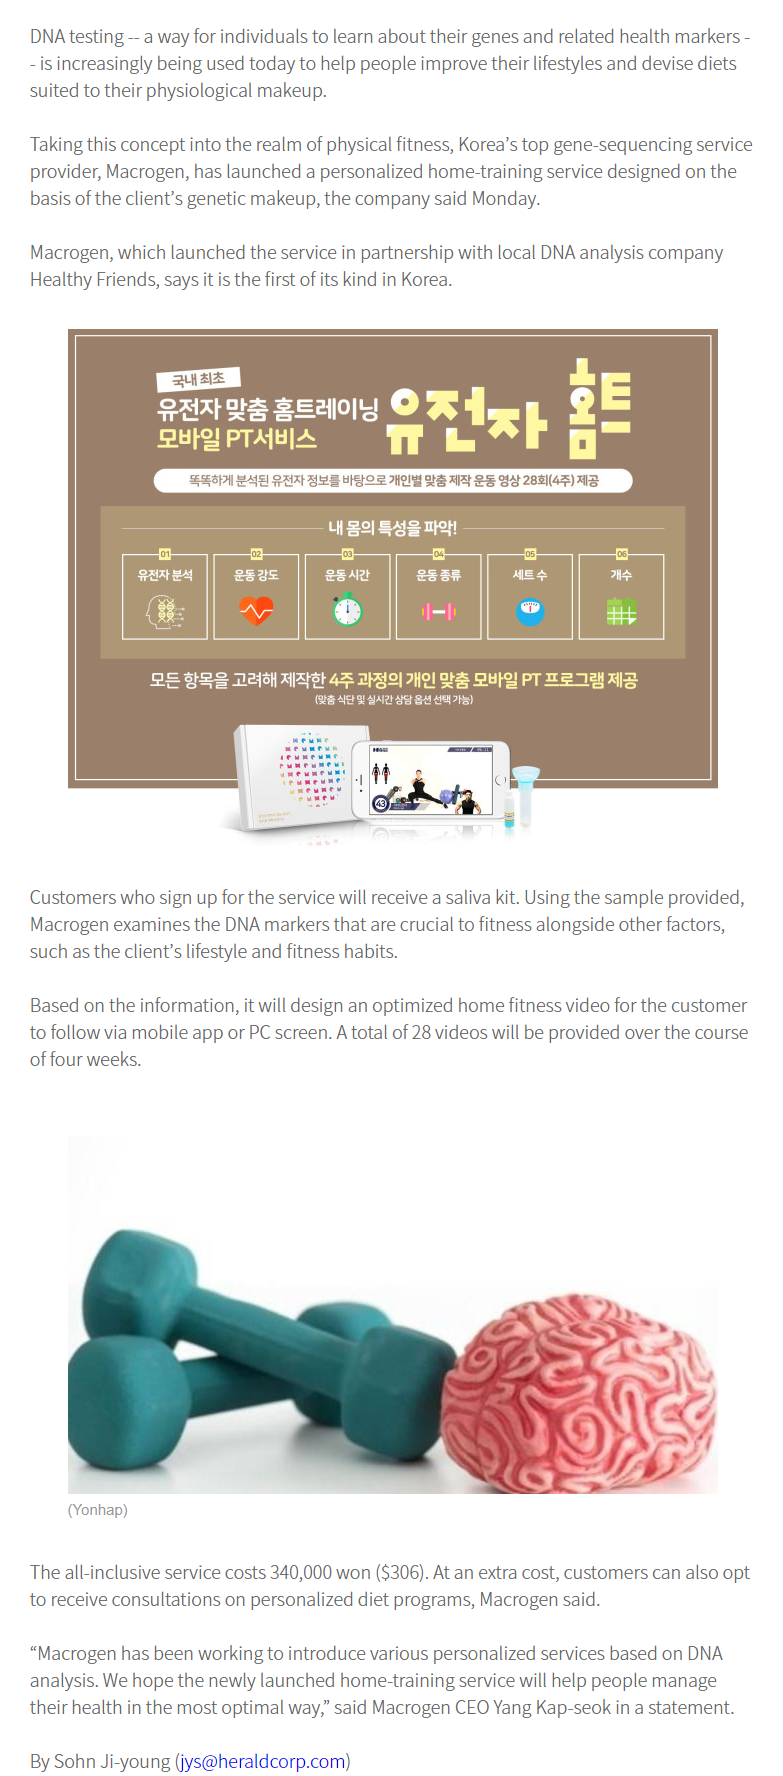 DNA testing -- a way for individuals to learn about their genes and related health markers -
- is increasingly being used today to help people improve their lifestyles and devise diets
suited to their physiological makeup.
Taking this concept into the realm of physical fitness, Korea’s top gene-sequencing service
provider, Macrogen, has launched a personalized home-training service designed on the
basis of the client’s genetic makeup, the company said Monday.
Macrogen, which launched the service in partnership with local DNA analysis company
Healthy Friends, says it is the first of its kind in Korea.
국내 최초
유전자 맞춤 홈트레이닝
모바일 PT서비스
유전자 홈트
똑똑하게 분석된 유전자 정보를 바탕으로 개인별 맞춤 제작 운동 영상 28회(4주) 제공
내 몸의 특성을 파악!
01 02 03 04 05 06
유전자 분석 운동 강도 운동 시간 운동 종류 세트 수 개수
모든 항목을 고려해 제작한 4주 과정의 개인 맞춤 모바일 PT 프로그램 제공
(맞춤 식단 및 실시간 상담 옵션 선택 가능)
43
Customers who sign up for the service will receive a saliva kit. Using the sample provided,
Macrogen examines the DNA markers that are crucial to fitness alongside other factors,
such as the client’s lifestyle and fitness habits.
Based on the information, it will design an optimized home fitness video for the customer
to follow via mobile app or PC screen. A total of 28 videos will be provided over the course
of four weeks.
(Yonhap)
The all-inclusive service costs 340,000 won ($306). At an extra cost, customers can also opt
to receive consultations on personalized diet programs, Macrogen said.
“Macrogen has been working to introduce various personalized services based on DNA
analysis. We hope the newly launched home-training service will help people manage
their health in the most optimal way,” said Macrogen CEO Yang Kap-seok in a statement.
By Sohn Ji-young (jys@heraldcorp.com)